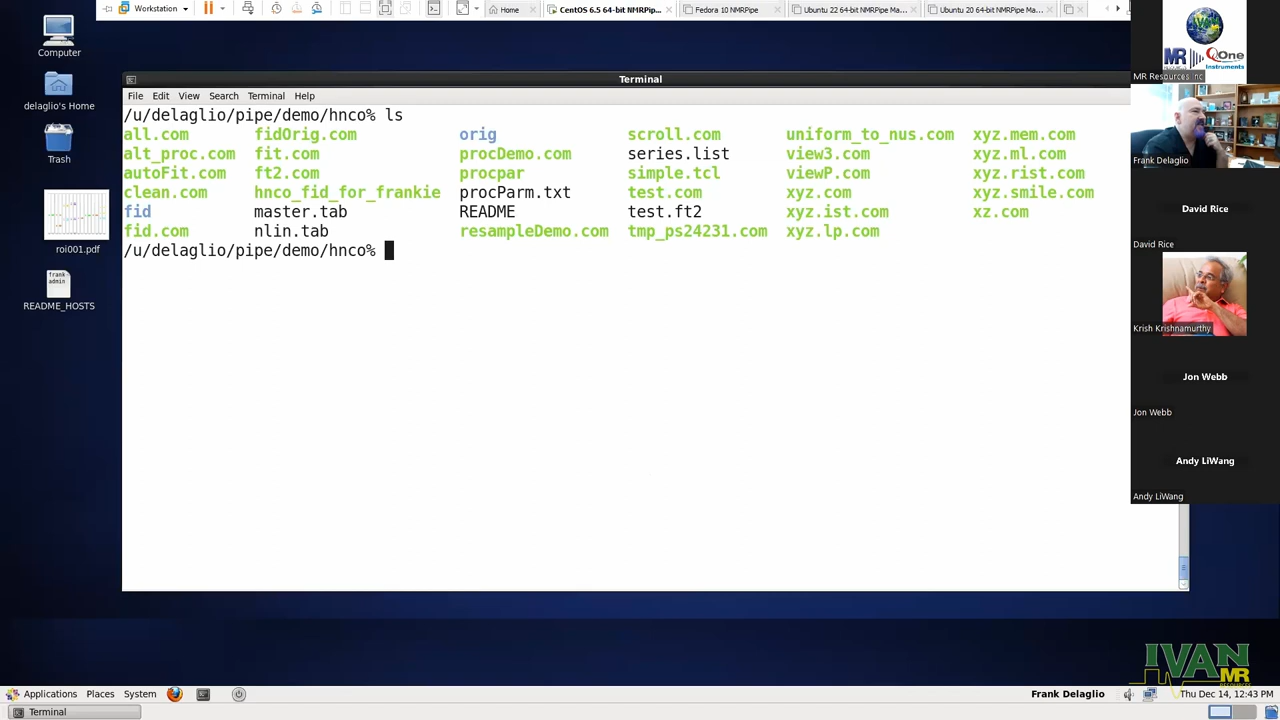 Workstation
Home
CentOS 6.5 64-bit NMRPipe...
Fedora 10 NMRPipe
Ubuntu 22 64-bit NMRPipe Ma...
Ubuntu 20 64-bit NMRPipe Ma...
Computer
delaglio's Home
Trash
roi001.pdf
frank-
admin
README_HOSTS
Terminal
File Edit View Search Terminal Help
/u/delaglio/pipe/demo/hnco% ls
all.com fidOrig.com orig scroll.com uniform_to_nus.com xyz.mem.com
alt_proc.com fit.com procDemo.com series.list view3.com xyz.ml.com
autoFit.com ft2.com procpar simple.tcl viewP.com xyz.rist.com
clean.com hnco_fid_for_frankie procParm.txt test.com xyz.com xyz.smile.com
fid master.tab README test.ft2 xyz.ist.com xz.com
fid.com nlin.tab resampleDemo.com tmp_ps24231.com xyz.lp.com
/u/delaglio/pipe/demo/hnco%
MR
QOne
Instruments
MR Resources Inc
Frank Delaglio
David Rice
David Rice
Krish Krishnamurthy
Jon Webb
Jon Webb
Andy LiWang
Andy LiWang
IVAN
MR
RESOURCES
Applications Places System
Frank Delaglio
Thu Dec 14, 12:43 PM
Terminal